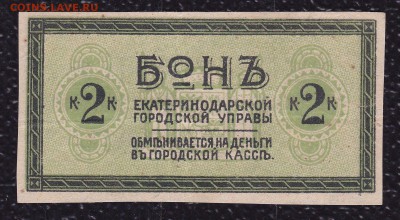 COINS.LAVE.RU
БОНЪ
К. 2 К.
ЕКАТЕРИНОДАРСКОЙ
ГОРОДСКОЙ УПРАВЫ
К. 2 К.
ОБМѢНИВАЕТСЯ НА ДЕНЬГИ
ВЪ ГОРОДСКОЙ КАССѢ.